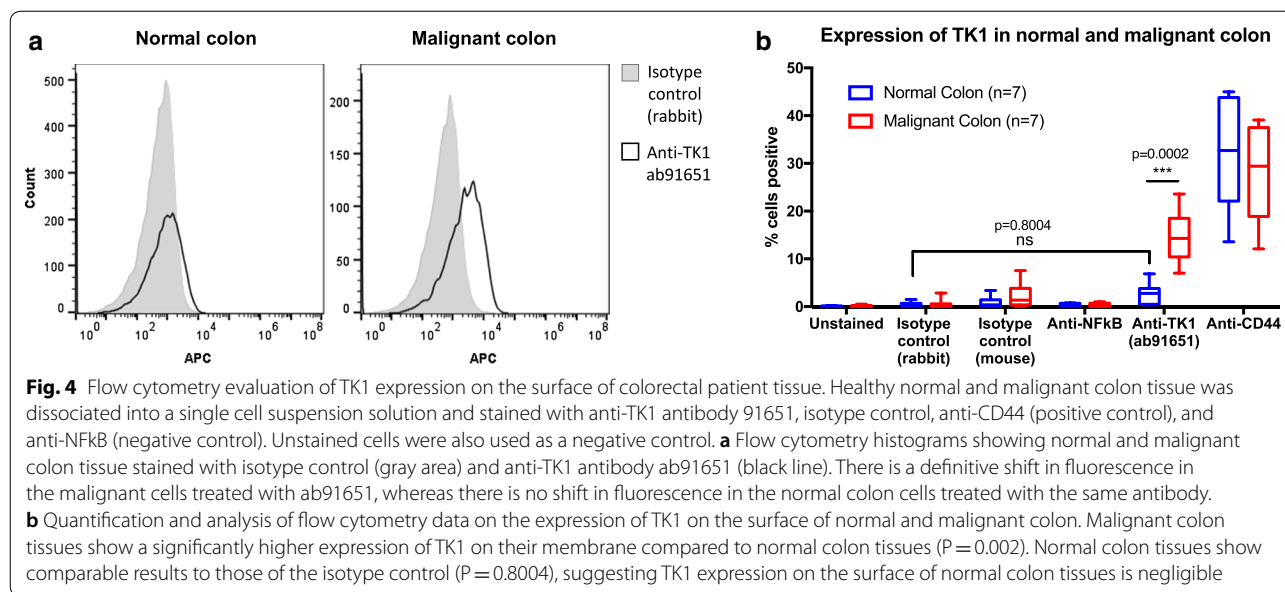 a
Normal colon
Malignant colon
Isotype
control
(rabbit)
Anti-TK1
ab91651
Count
500
400
300
200
100
0
10^0
10^2
10^4
10^6
10^8
APC
200
150
100
50
0
10^0
10^2
10^4
10^6
10^8
APC
b
Expression of TK1 in normal and malignant colon
Normal Colon (n=7)
Malignant Colon (n=7)
% cells positive
50
40
30
20
10
0
p=0.8004
ns
p=0.0002
***
Unstained
Isotype
control
(rabbit)
Isotype
control
(mouse)
Anti-NFkB
Anti-TK1
(ab91651)
Anti-CD44
Fig. 4 Flow cytometry evaluation of TK1 expression on the surface of colorectal patient tissue. Healthy normal and malignant colon tissue was
dissociated into a single cell suspension solution and stained with anti-TK1 antibody 91651, isotype control, anti-CD44 (positive control), and
anti-NFkB (negative control). Unstained cells were also used as a negative control. a Flow cytometry histograms showing normal and malignant
colon tissue stained with isotype control (gray area) and anti-TK1 antibody ab91651 (black line). There is a definitive shift in fluorescence in
the malignant cells treated with ab91651, whereas there is no shift in fluorescence in the normal colon cells treated with the same antibody.
b Quantification and analysis of flow cytometry data on the expression of TK1 on the surface of normal and malignant colon. Malignant colon
tissues show a significantly higher expression of TK1 on their membrane compared to normal colon tissues (P = 0.002). Normal colon tissues show
comparable results to those of the isotype control (P = 0.8004), suggesting TK1 expression on the surface of normal colon tissues is negligible